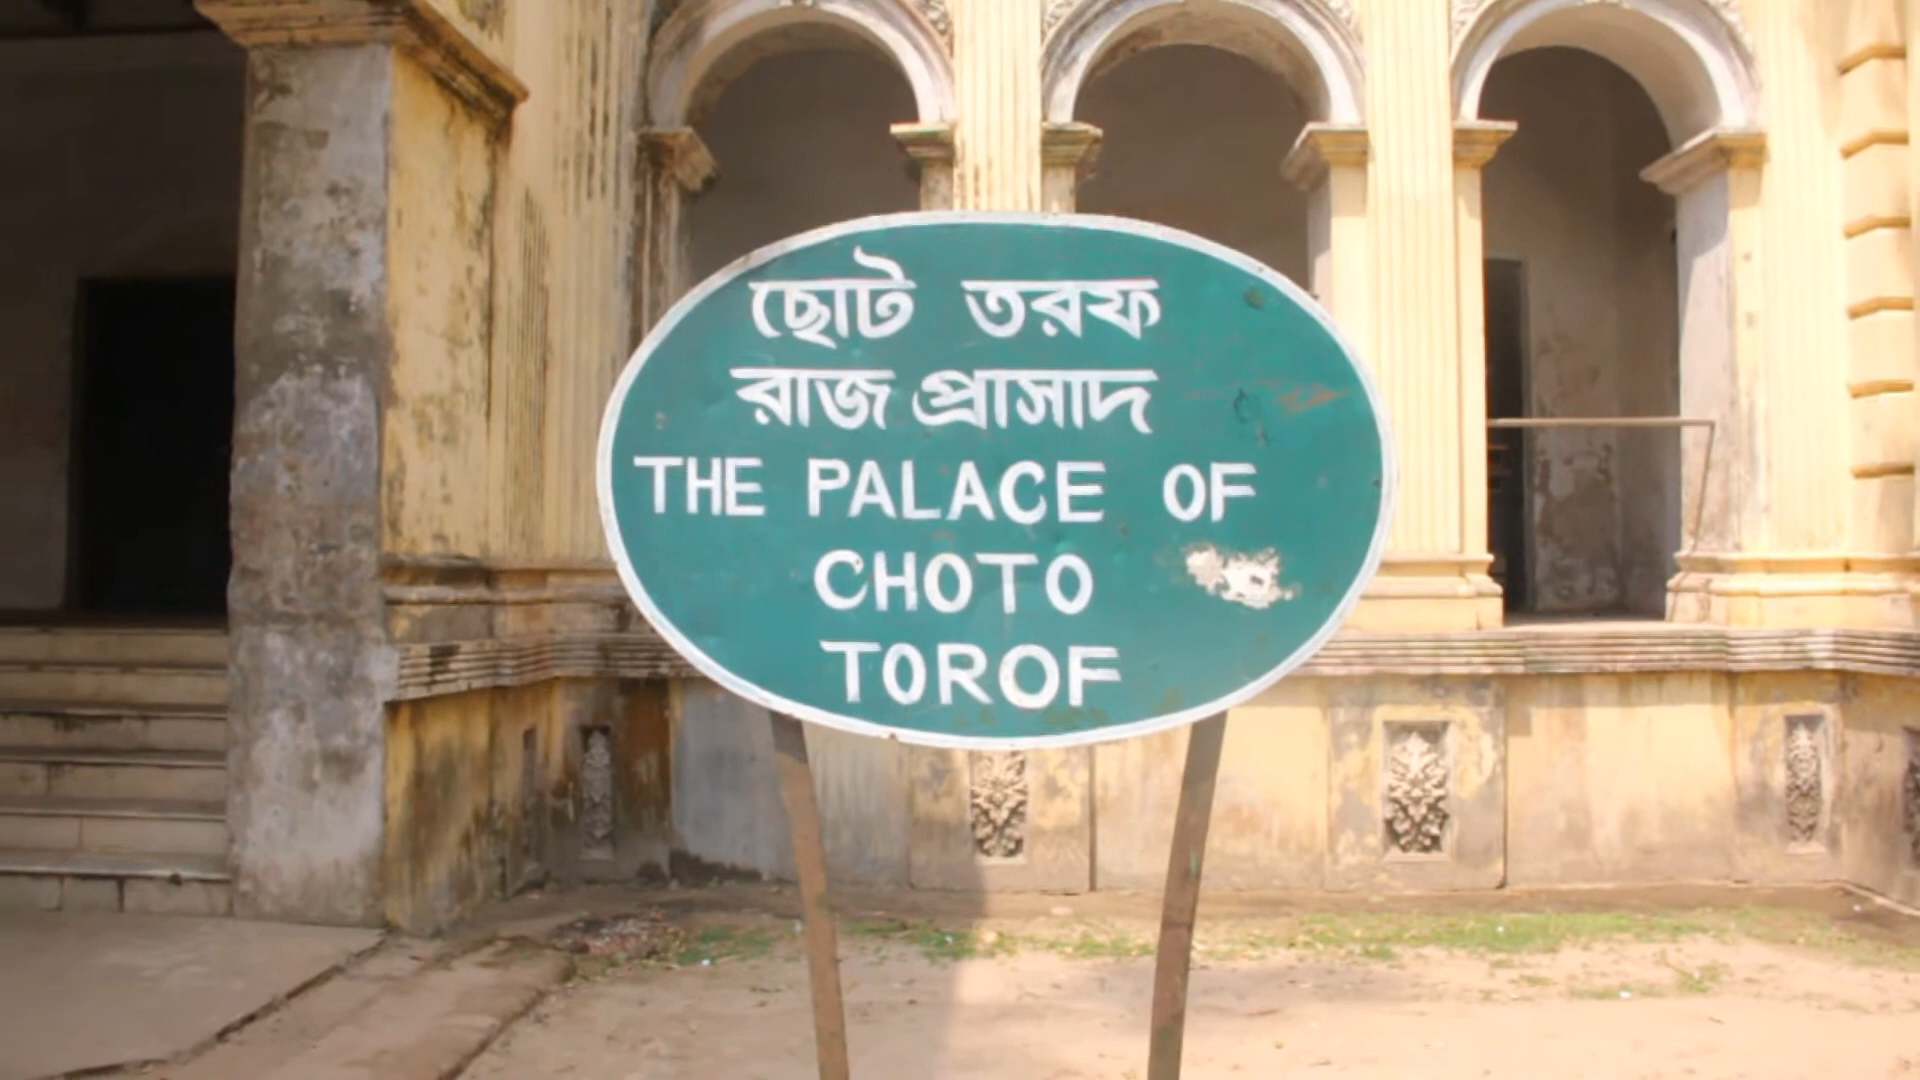 ছোট তরফ
রাজ প্রাসাদ
THE PALACE OF
CHOTO
TOROF